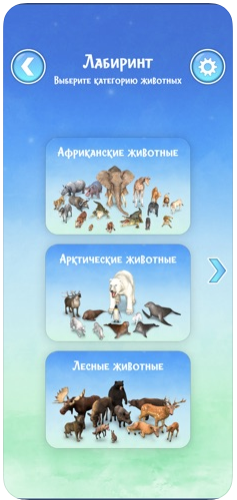 Лабиринт
Выберите категорию животных
Африканские животные
Арктические животные
Лесные животные